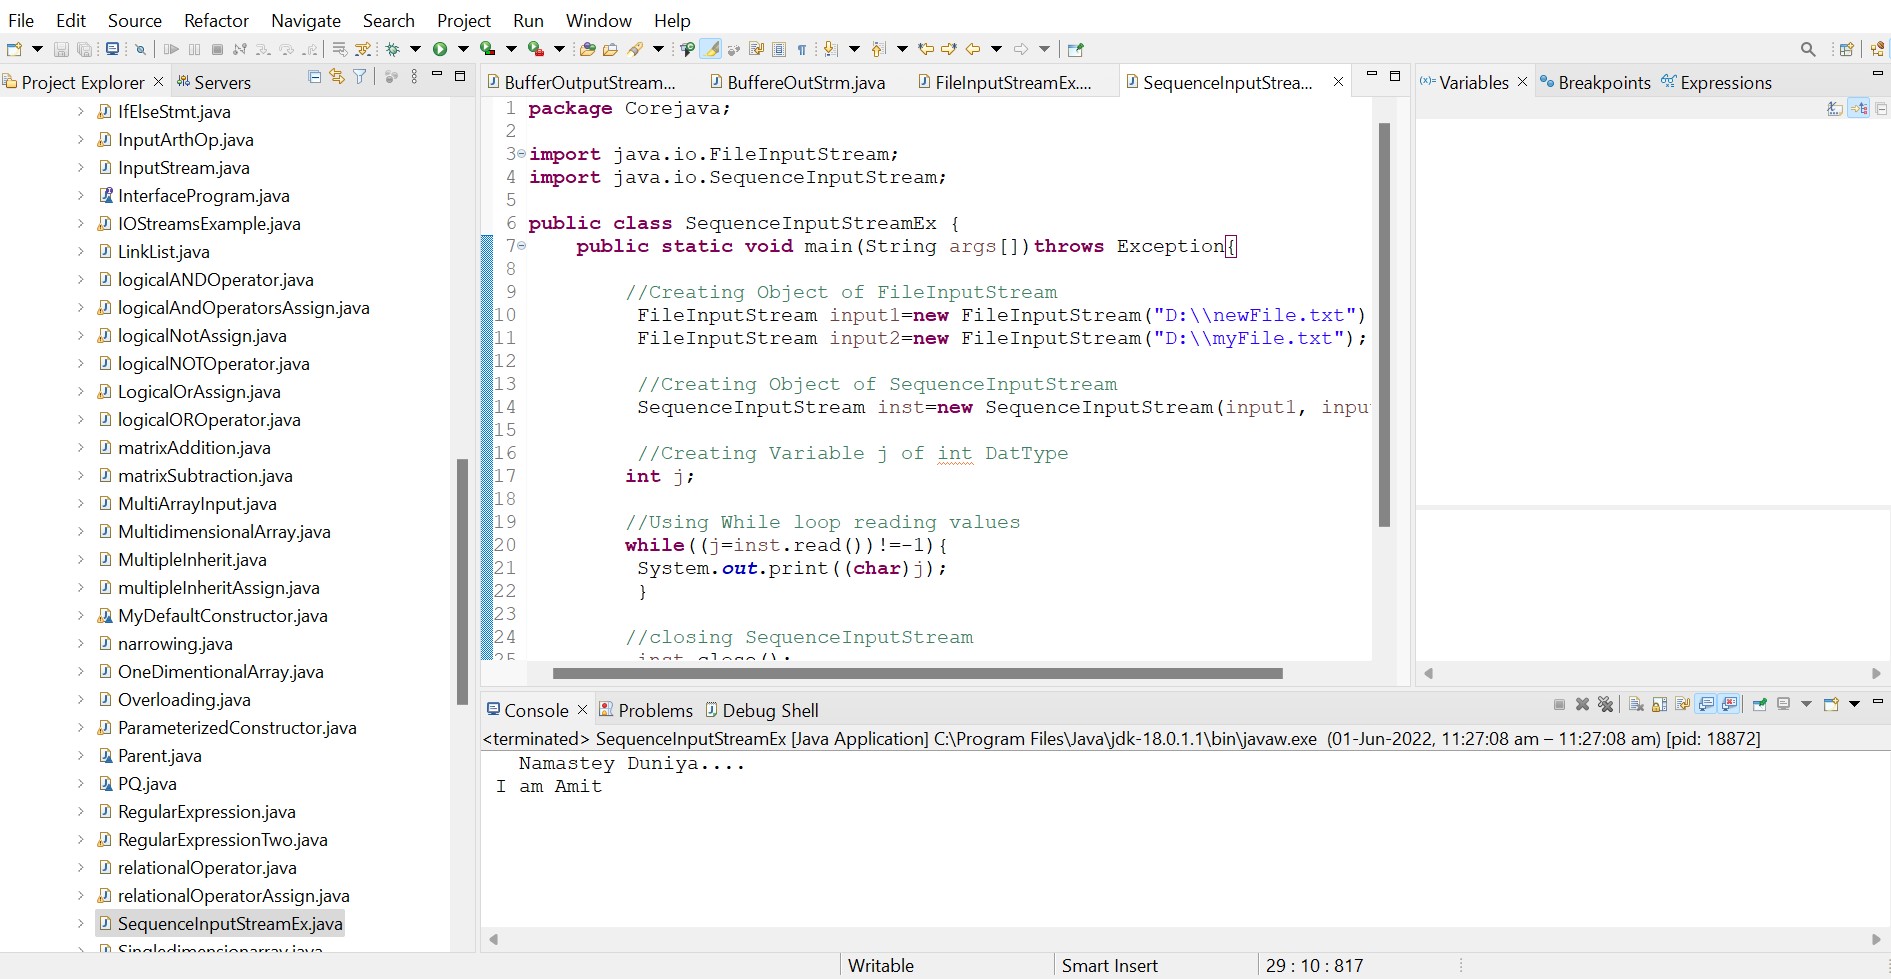 File Edit Source Refactor Navigate Search Project Run Window Help
Project Explorer Servers
IfElseStmt.java
InputArthOp.java
InputStream.java
InterfaceProgram.java
IOStreamsExample.java
LinkList.java
logicalANDOperator.java
logicalAndOperatorsAssign.java
logicalNotAssign.java
logicalNOTOperator.java
LogicalOrAssign.java
logicalOROperator.java
matrixAddition.java
matrixSubtraction.java
MultiArrayInput.java
MultidimensionalArray.java
MultipleInherit.java
multipleInheritAssign.java
MyDefaultConstructor.java
narrowing.java
OneDimentionalArray.java
Overloading.java
ParameterizedConstructor.java
Parent.java
PQ.java
RegularExpression.java
RegularExpressionTwo.java
relationalOperator.java
relationalOperatorAssign.java
SequenceInputStreamEx.java
Singledimensionarray.java
BufferOutputStream... BuffereOutStrm.java FileInputStreamEx.... SequenceInputStrea...
1 package Corejava;
2
3 import java.io.FileInputStream;
4 import java.io.SequenceInputStream;
5
6 public class SequenceInputStreamEx {
7 public static void main(String args[])throws Exception{
8
9 //Creating Object of FileInputStream
10 FileInputStream input1=new FileInputStream("D:\\newFile.txt")
11 FileInputStream input2=new FileInputStream("D:\\myFile.txt");
12
13 //Creating Object of SequenceInputStream
14 SequenceInputStream inst=new SequenceInputStream(input1, inpu
15
16 //Creating Variable j of int DatType
17 int j;
18
19 //Using While loop reading values
20 while((j=inst.read())!=-1){
21 System.out.print((char)j);
22 }
23
24 //closing SequenceInputStream
25 inst.close();
(x)= Variables Breakpoints Expressions
Console Problems Debug Shell
<terminated> SequenceInputStreamEx [Java Application] C:\Program Files\Java\jdk-18.0.1.1\bin\javaw.exe (01-Jun-2022, 11:27:08 am – 11:27:08 am) [pid: 18872]
Namastey Duniya....
I am Amit
Writable Smart Insert 29 : 10 : 817